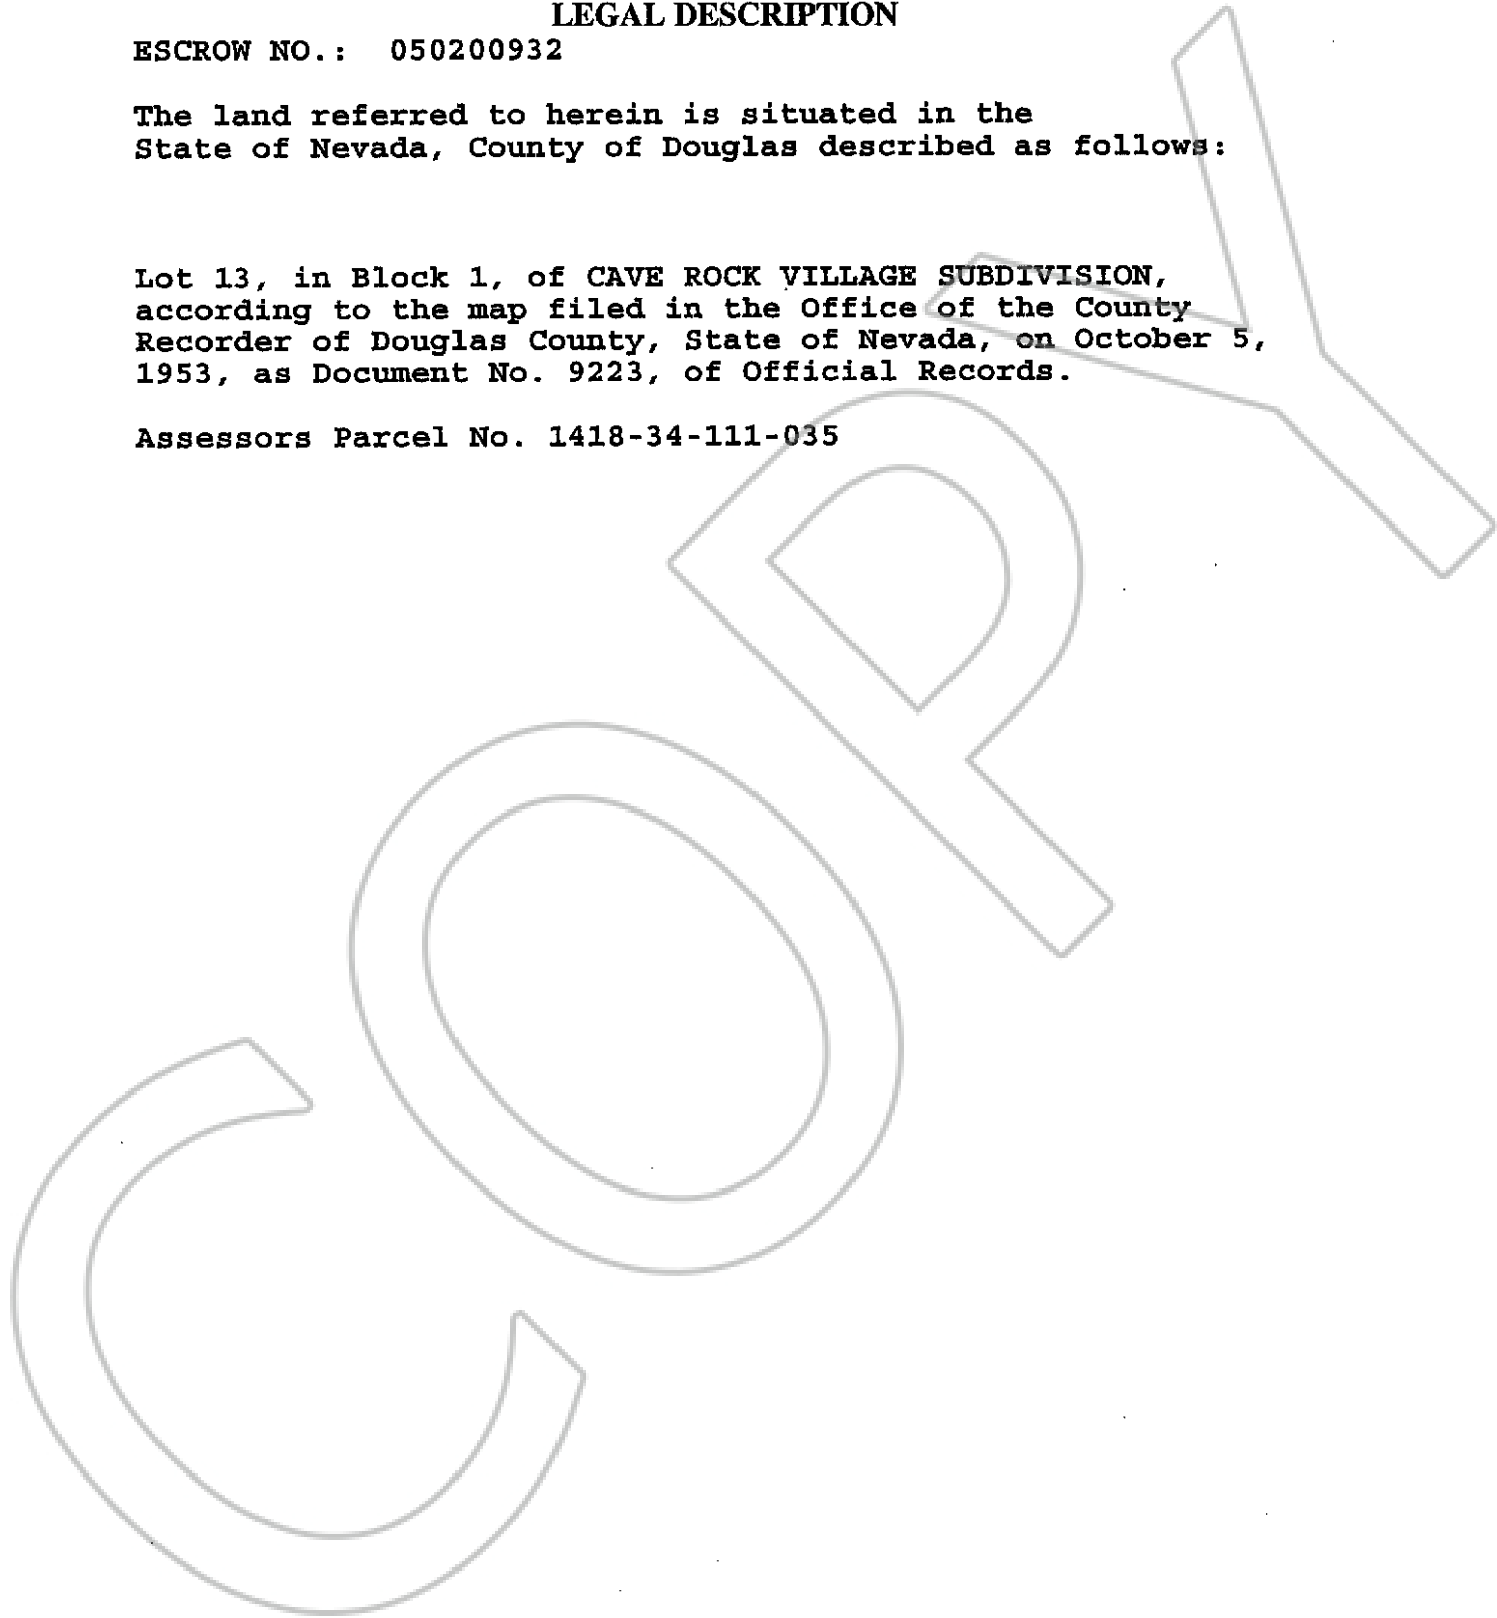 LEGAL DESCRIPTION
ESCROW NO.: 050200932
The land referred to herein is situated in the
State of Nevada, County of Douglas described as follows:
Lot 13, in Block 1, of CAVE ROCK VILLAGE SUBDIVISION,
according to the map filed in the Office of the County
Recorder of Douglas County, State of Nevada, on October 5,
1953, as Document No. 9223, of Official Records.
Assessors Parcel No. 1418-34-111-035
COPY